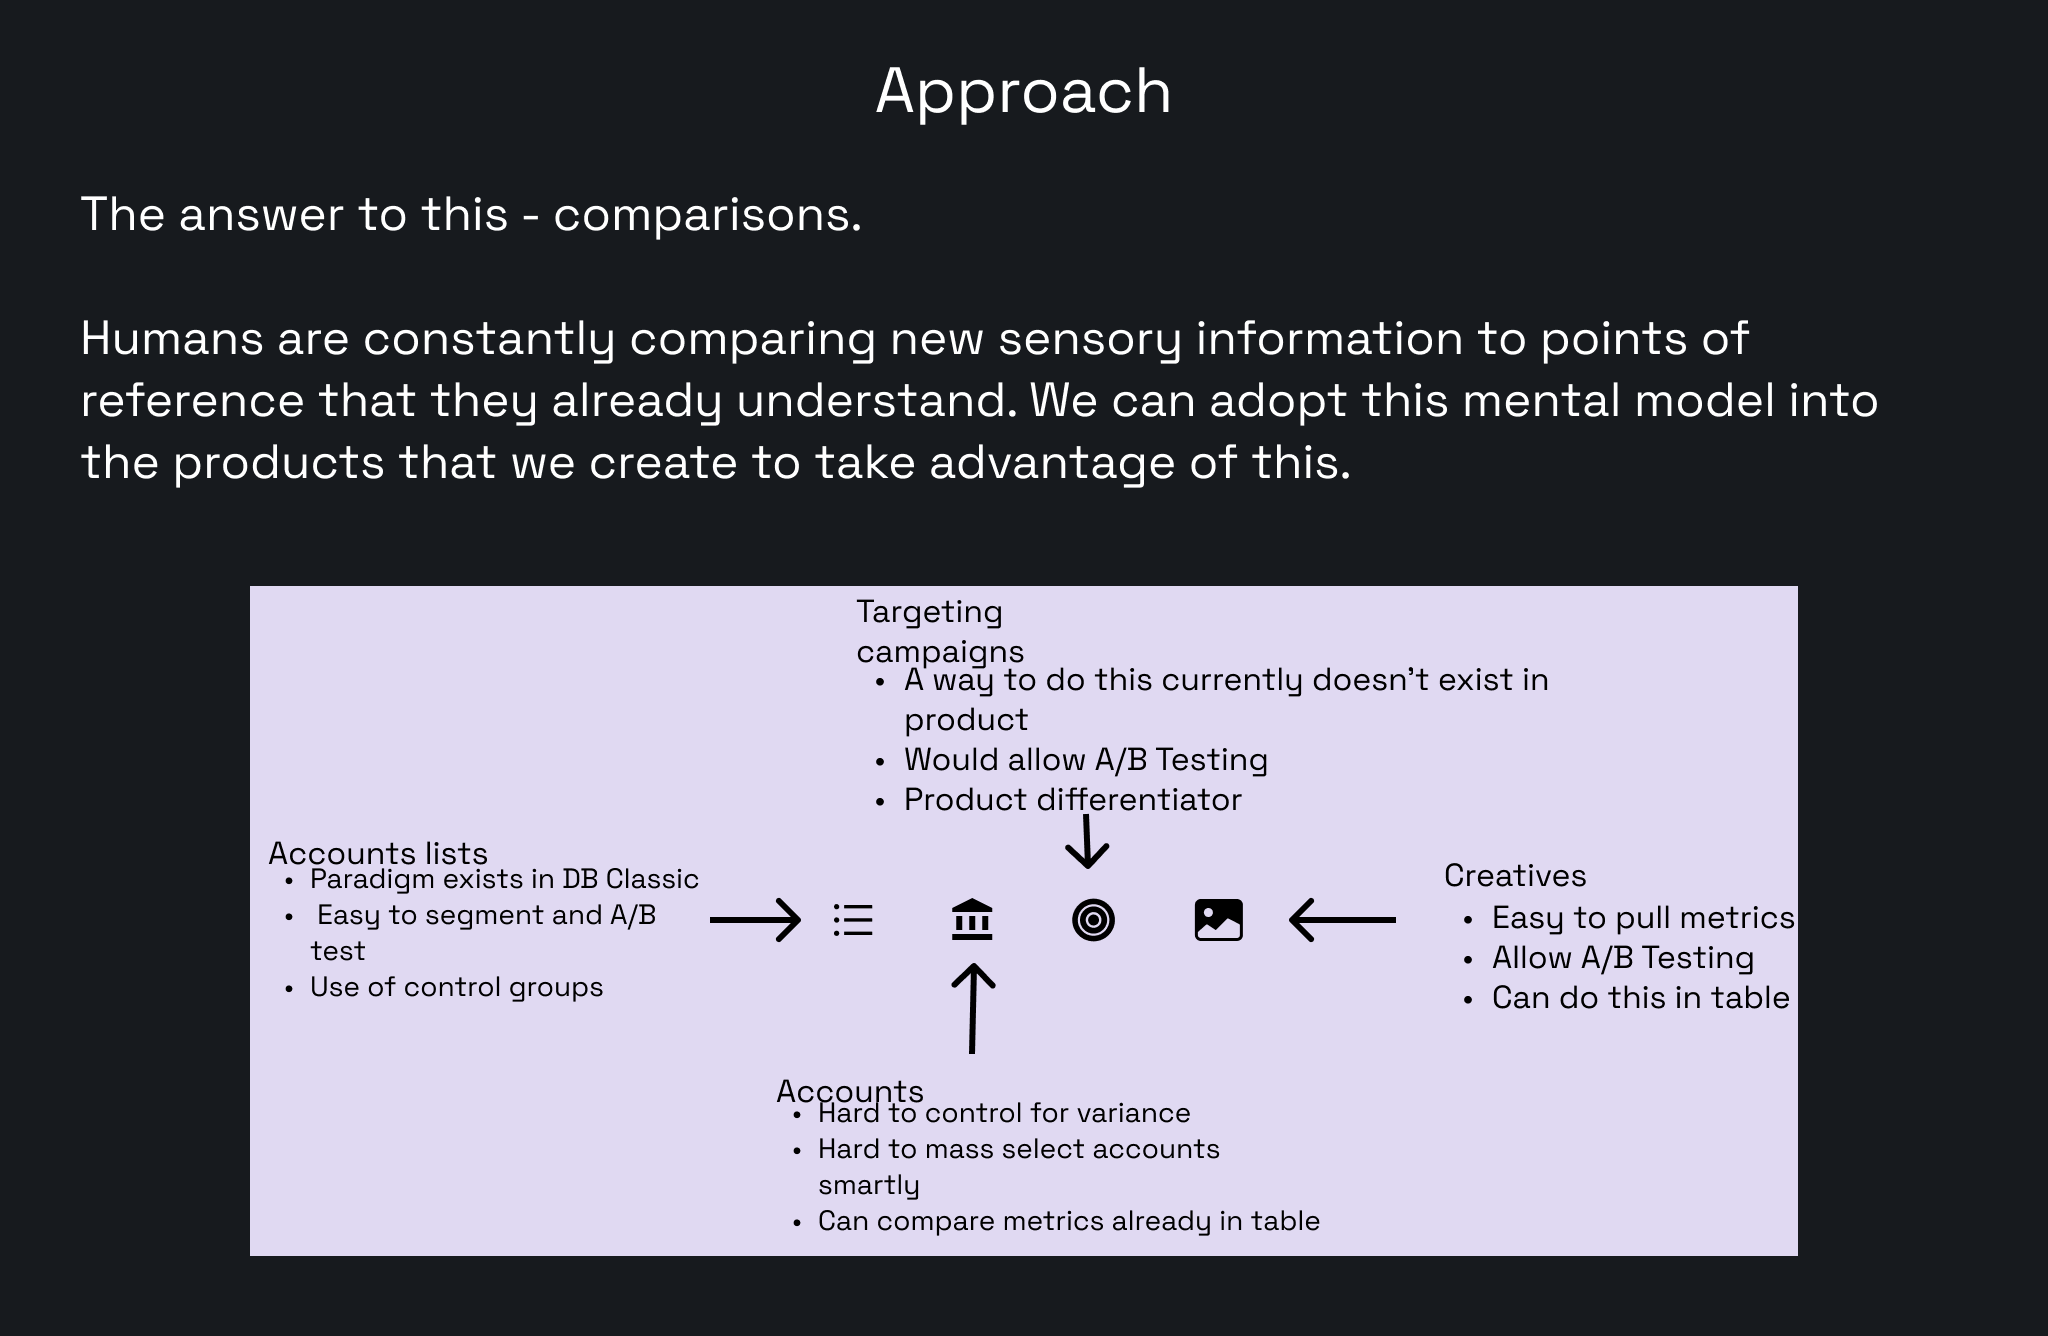 Approach
The answer to this - comparisons.
Humans are constantly comparing new sensory information to points of
reference that they already understand. We can adopt this mental model into
the products that we create to take advantage of this.
Targeting
campaigns
• A way to do this currently doesn't exist in
product
• Would allow A/B Testing
• Product differentiator
Accounts lists
• Paradigm exists in DB Classic
• Easy to segment and A/B
test
• Use of control groups
Creatives
• Easy to pull metrics
• Allow A/B Testing
• Can do this in table
Accounts
• Hard to control for variance
• Hard to mass select accounts
smartly
• Can compare metrics already in table